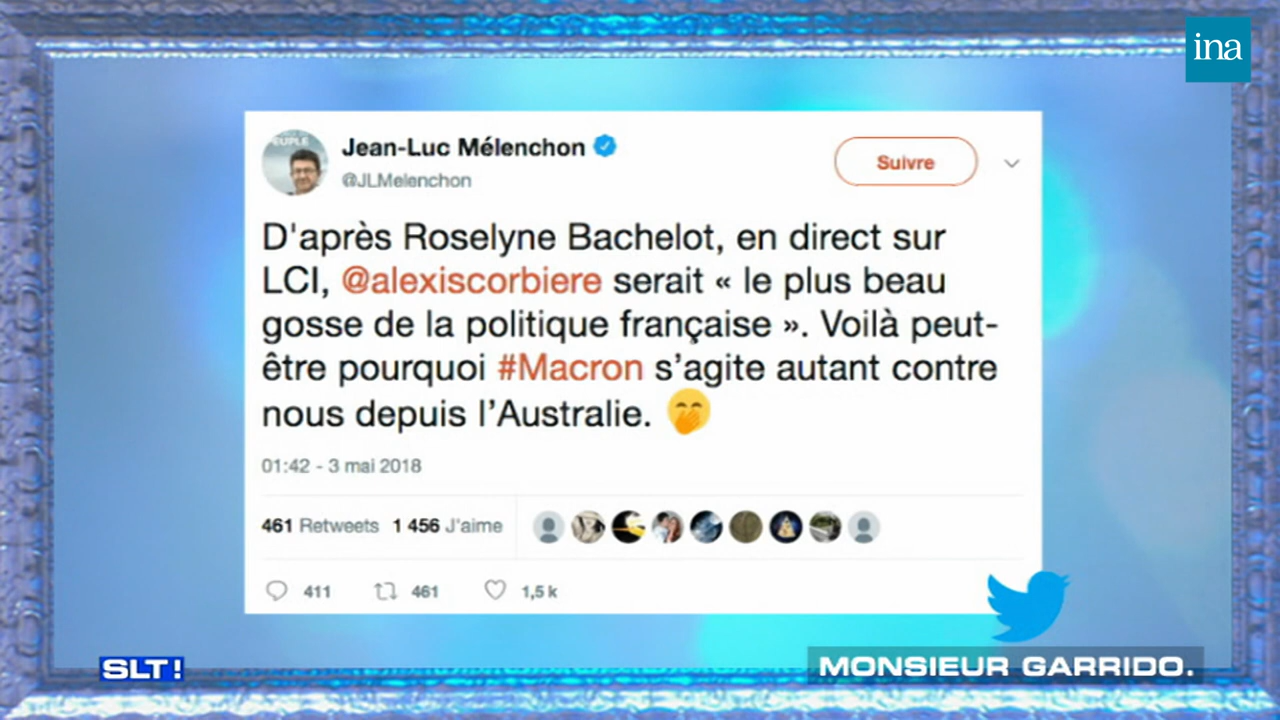 ina
EUPLE
Jean-Luc Mélenchon
@JLMelenchon
Suivre
D'après Roselyne Bachelot, en direct sur
LCI, @alexiscorbiere serait « le plus beau
gosse de la politique française ». Voilà peut-
être pourquoi #Macron s’agite autant contre
nous depuis l’Australie. 🤭
01:42 - 3 mai 2018
461 Retweets 1 456 J'aime
411 461 1,5 k
SLT!
MONSIEUR GARRIDO.